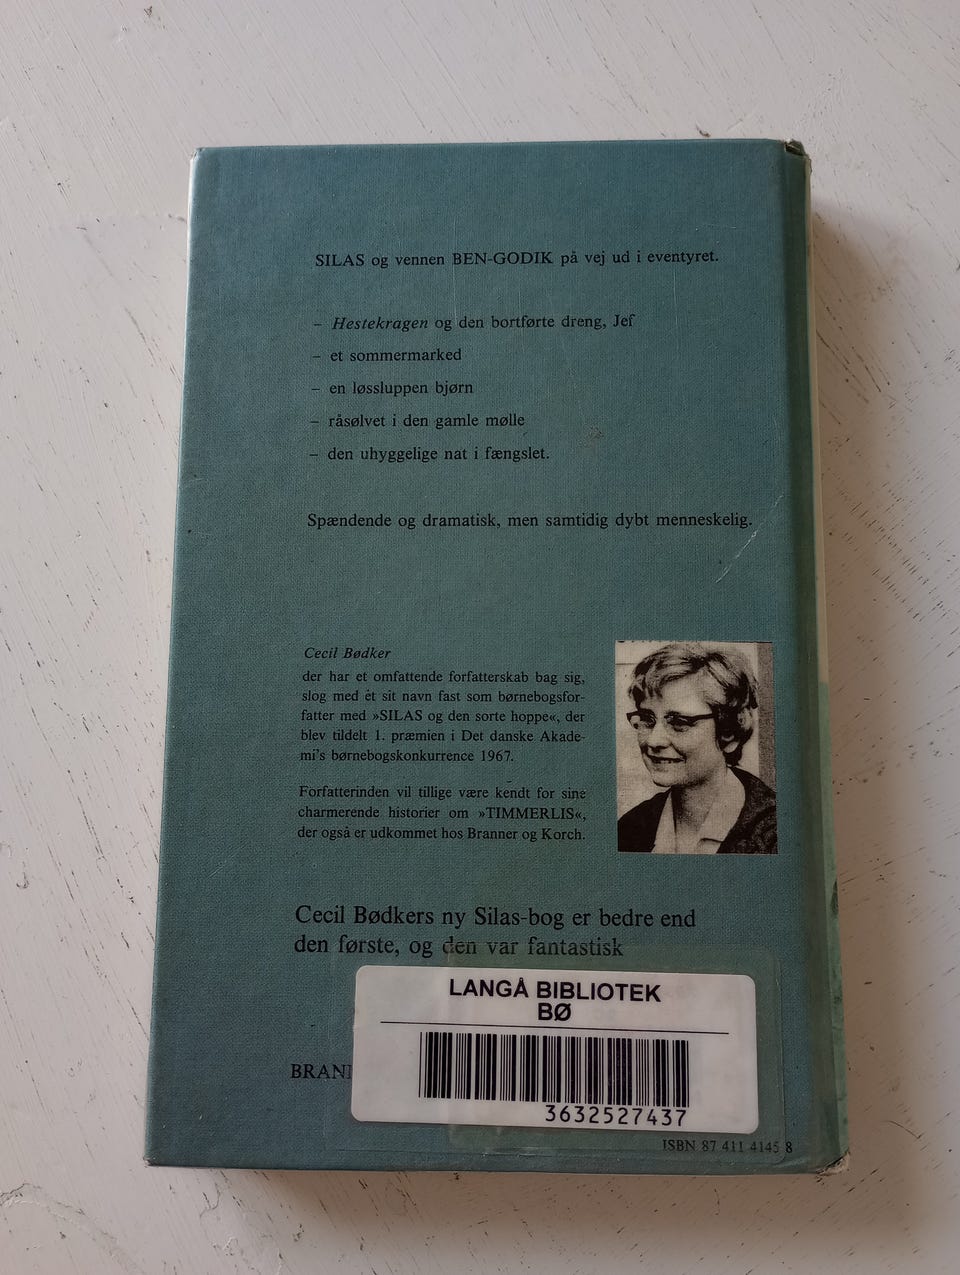 SILAS og vennen BEN-GODIK på vej ud i eventyret.
– Hestekragen og den bortførte dreng, Jef
– et sommermarked
– en løssluppen bjørn
– råsølvet i den gamle mølle
– den uhyggelige nat i fængslet.
Spændende og dramatisk, men samtidig dybt menneskelig.
Cecil Bødker
der har et omfattende forfatterskab bag sig,
slog med ét sit navn fast som børnebogsfor-
fatter med »SILAS og den sorte hoppe«, der
blev tildelt 1. præmien i Det danske Akade-
mi's børnebogskonkurrence 1967.
Forfatterinden vil tillige være kendt for sine
charmerende historier om »TIMMERLIS«,
der også er udkommet hos Branner og Korch.
Cecil Bødkers ny Silas-bog er bedre end
den første, og den var fantastisk
LANGÅ BIBLIOTEK
BØ
BRAN
3632527437
ISBN 87 411 4145 8